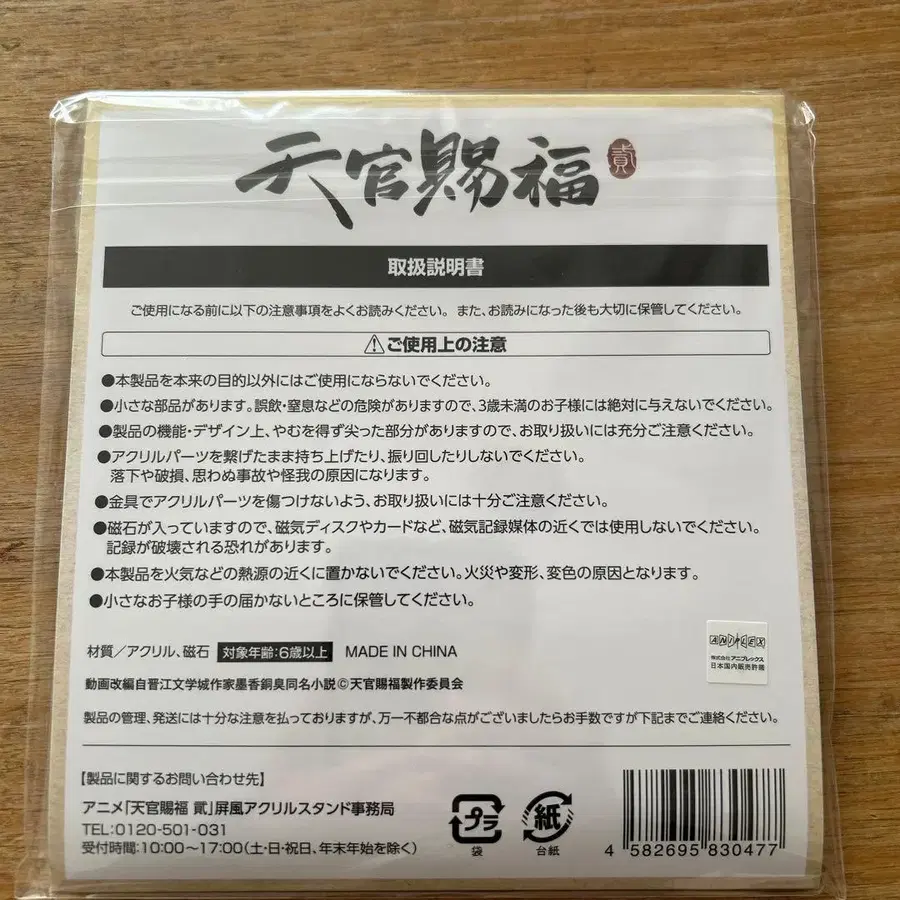 天官賜福 貳
取扱説明書
ご使用になる前に以下の注意事項をよくお読みください。また、お読みになった後も大切に保管してください。
⚠ご使用上の注意
●本製品を本来の目的以外にはご使用にならないでください。
●小さな部品があります。誤飲・窒息などの危険がありますので、3歳未満のお子様には絶対に与えないでください。
●製品の機能・デザイン上、やむを得ず尖った部分がありますので、お取り扱いには充分ご注意ください。
●アクリルパーツを繋げたまま持ち上げたり、振り回したりしないでください。
落下や破損、思わぬ事故や怪我の原因になります。
●金具でアクリルパーツを傷つけないよう、お取り扱いには十分ご注意ください。
●磁石が入っていますので、磁気ディスクやカードなど、磁気記録媒体の近くでは使用しないでください。
記録が破壊される恐れがあります。
●本製品を火気などの熱源の近くに置かないでください。火災や変形、変色の原因となります。
●小さなお子様の手の届かないところに保管してください。
材質／アクリル、磁石 対象年齢：6歳以上 MADE IN CHINA
ANIPLEX
株式会社アニプレックス
日本国内販売許諾
動画改編自晋江文学城作家墨香銅臭同名小説©天官賜福製作委員会
製品の管理、発送には十分な注意を払っておりますが、万一不都合な点がございましたらお手数ですが下記までご連絡ください。
【製品に関するお問い合わせ先】
アニメ「天官賜福 貳」屏風アクリルスタンド事務局
TEL:0120-501-031
受付時間：10:00～17:00（土・日・祝日、年末年始を除く）
プラ
袋
紙
台紙
4 582695 830477